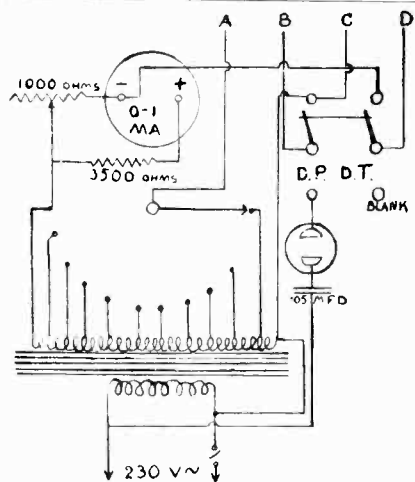 A B C D
1000 OHMS
- +
0-1
MA
3500 OHMS
D.P. D.T.
BLANK
.05 MFD
230 V~